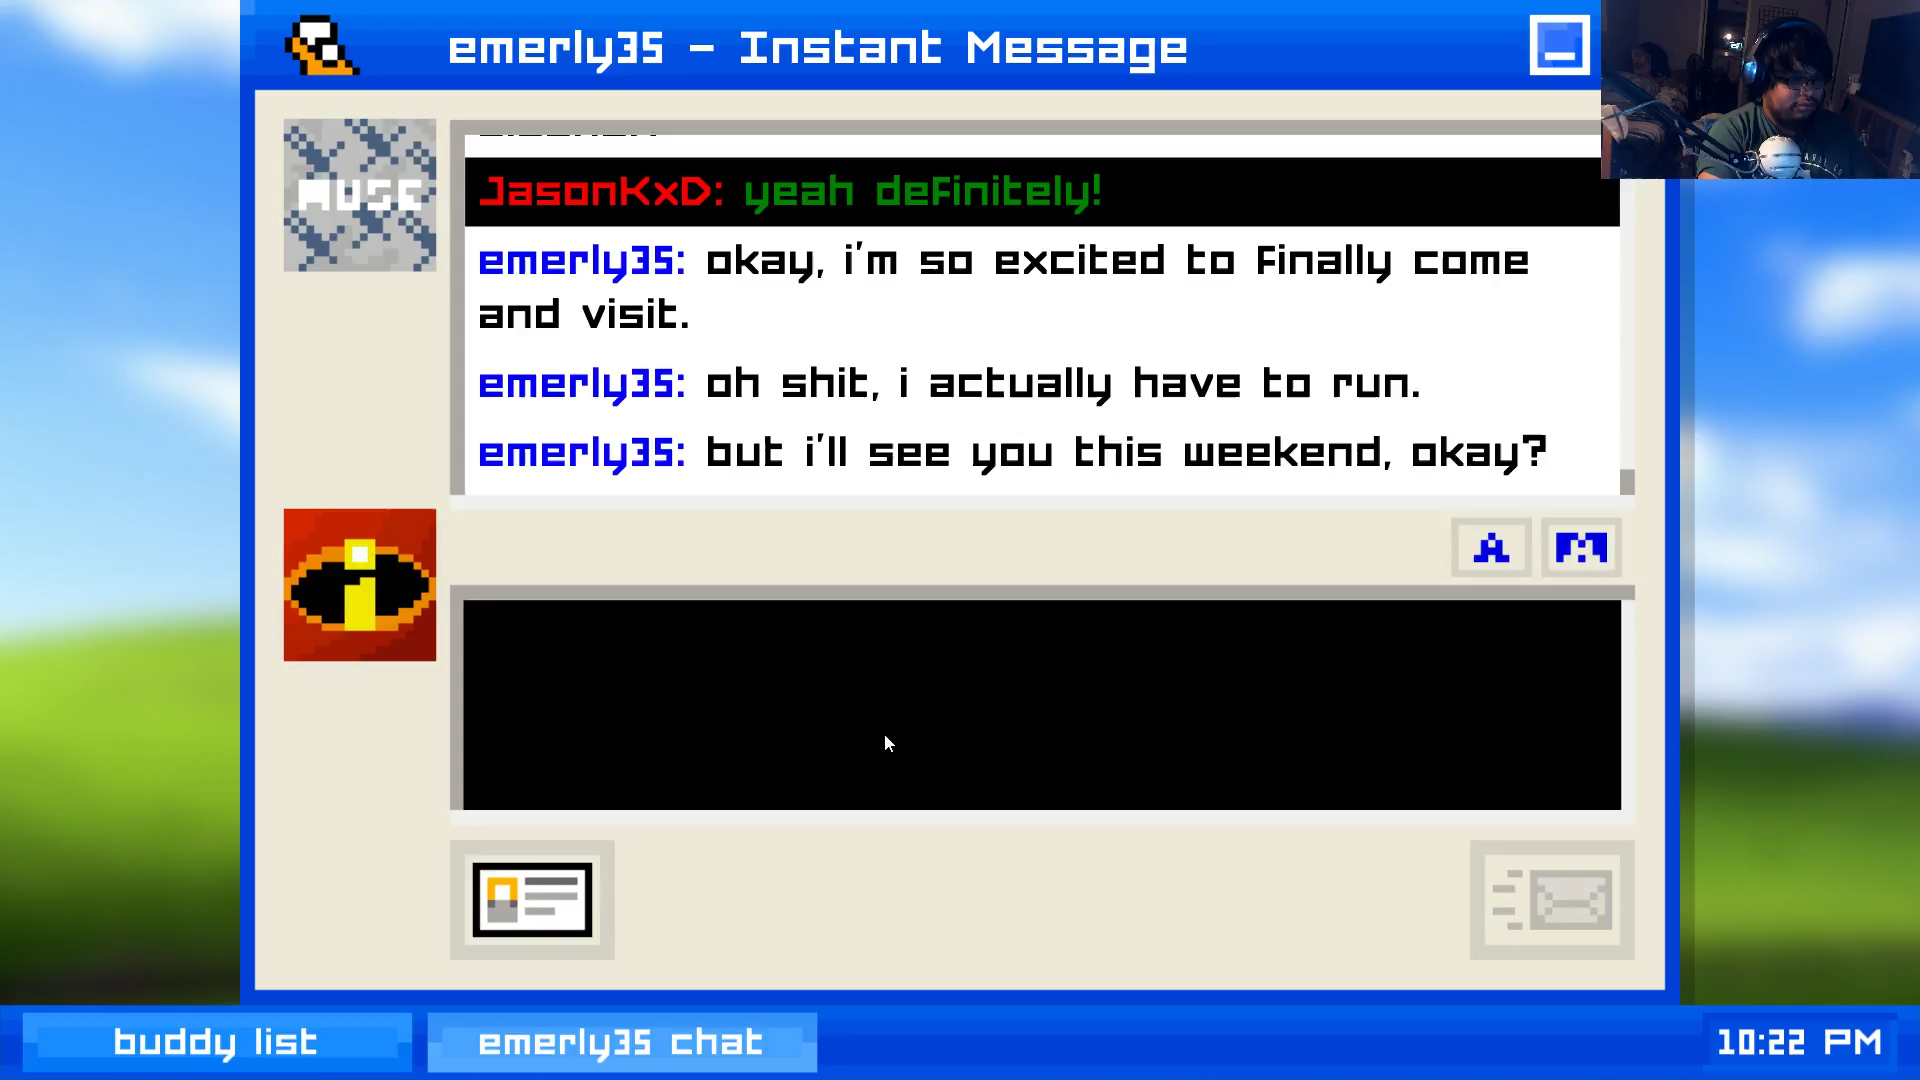 emerly35 - Instant Message
MUSE
JasonKxD: yeah definitely!
emerly35: okay, i'm so excited to finally come
and visit.
emerly35: oh shit, i actually have to run.
emerly35: but i'll see you this weekend, okay?
A
buddy list
emerly35 chat
10:22 PM